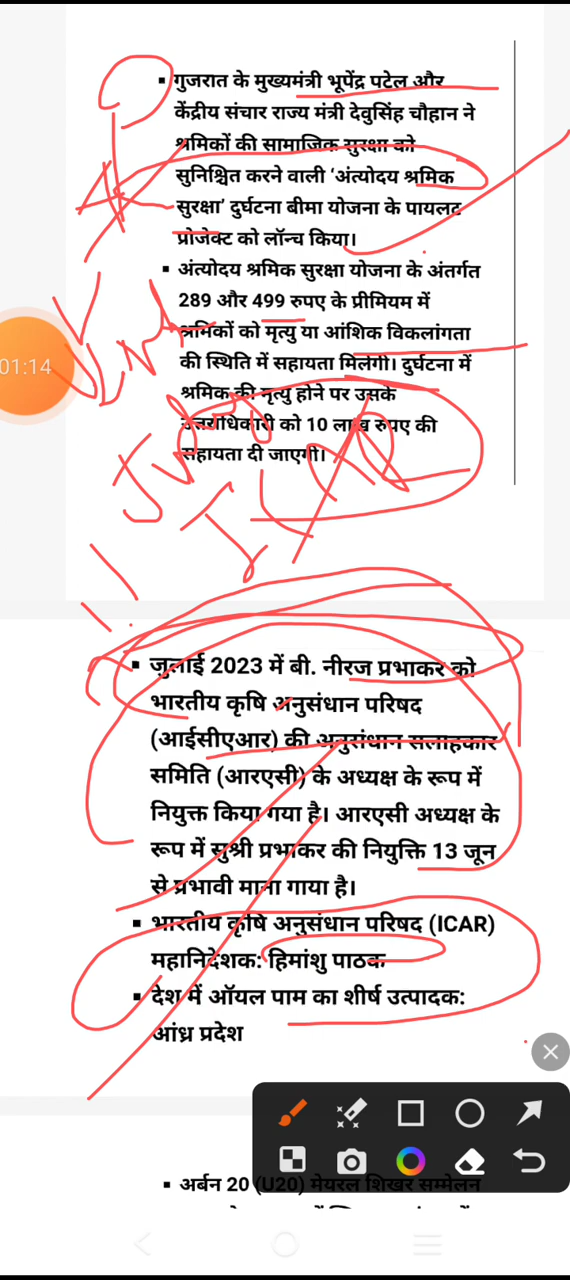 ▪ गुजरात के मुख्यमंत्री भूपेंद्र पटेल और
केंद्रीय संचार राज्य मंत्री देवुसिंह चौहान ने
श्रमिकों की सामाजिक सुरक्षा को
सुनिश्चित करने वाली 'अंत्योदय श्रमिक
सुरक्षा' दुर्घटना बीमा योजना के पायलट
प्रोजेक्ट को लॉन्च किया।
▪ अंत्योदय श्रमिक सुरक्षा योजना के अंतर्गत
289 और 499 रुपए के प्रीमियम में
श्रमिकों को मृत्यु या आंशिक विकलांगता
01:14
की स्थिति में सहायता मिलेगी। दुर्घटना में
श्रमिक की मृत्यु होने पर उसके
उत्तराधिकारी को 10 लाख रुपए की
सहायता दी जाएगी।
▪ जुलाई 2023 में बी. नीरज प्रभाकर को
भारतीय कृषि अनुसंधान परिषद
(आईसीएआर) की अनुसंधान सलाहकार
समिति (आरएसी) के अध्यक्ष के रूप में
नियुक्त किया गया है। आरएसी अध्यक्ष के
रूप में सुश्री प्रभाकर की नियुक्ति 13 जून
से प्रभावी माना गया है।
▪ भारतीय कृषि अनुसंधान परिषद (ICAR)
महानिदेशक: हिमांशु पाठक
▪ देश में ऑयल पाम का शीर्ष उत्पादक:
आंध्र प्रदेश
▪ अर्बन 20 (U20) मेयरल शिखर सम्मेलन